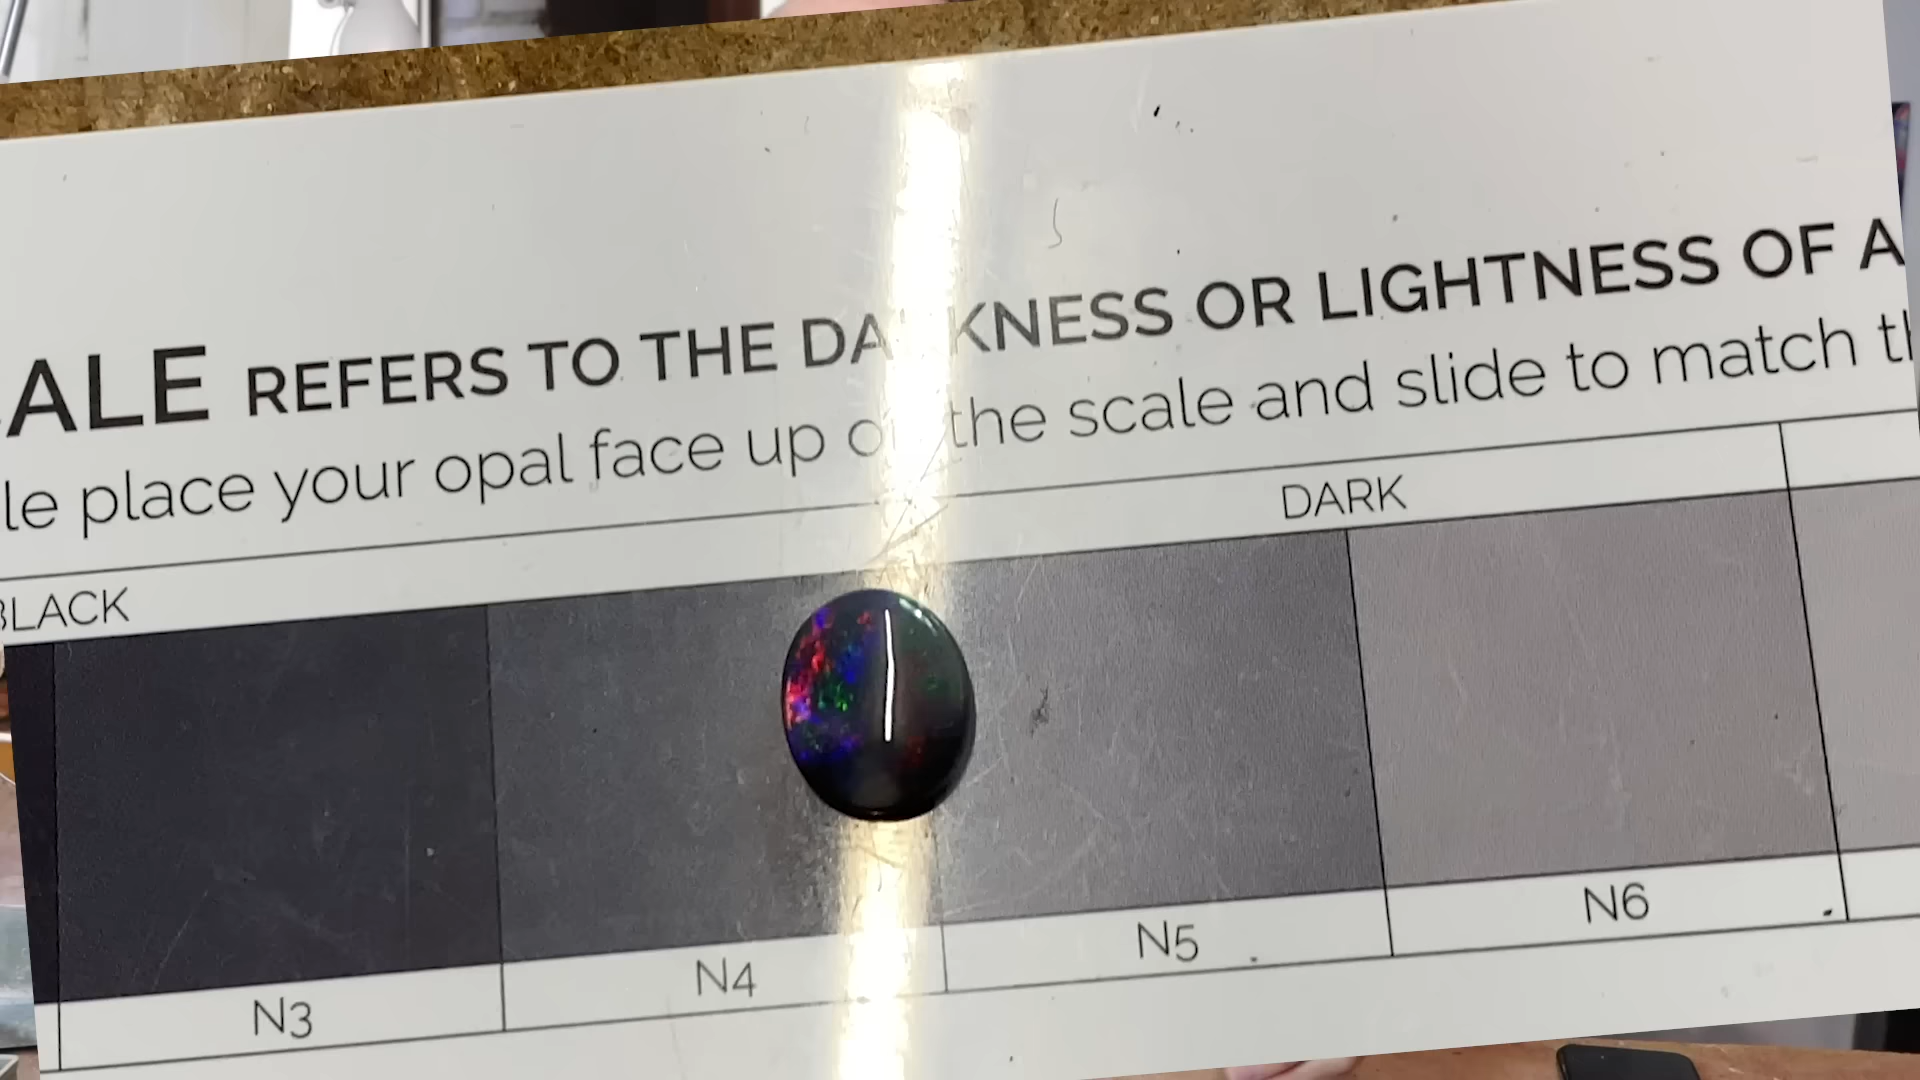 ALE REFERS TO THE DA KNESS OR LIGHTNESS OF A
le place your opal face up o the scale and slide to match th
BLACK DARK
N3 N4 N5 N6